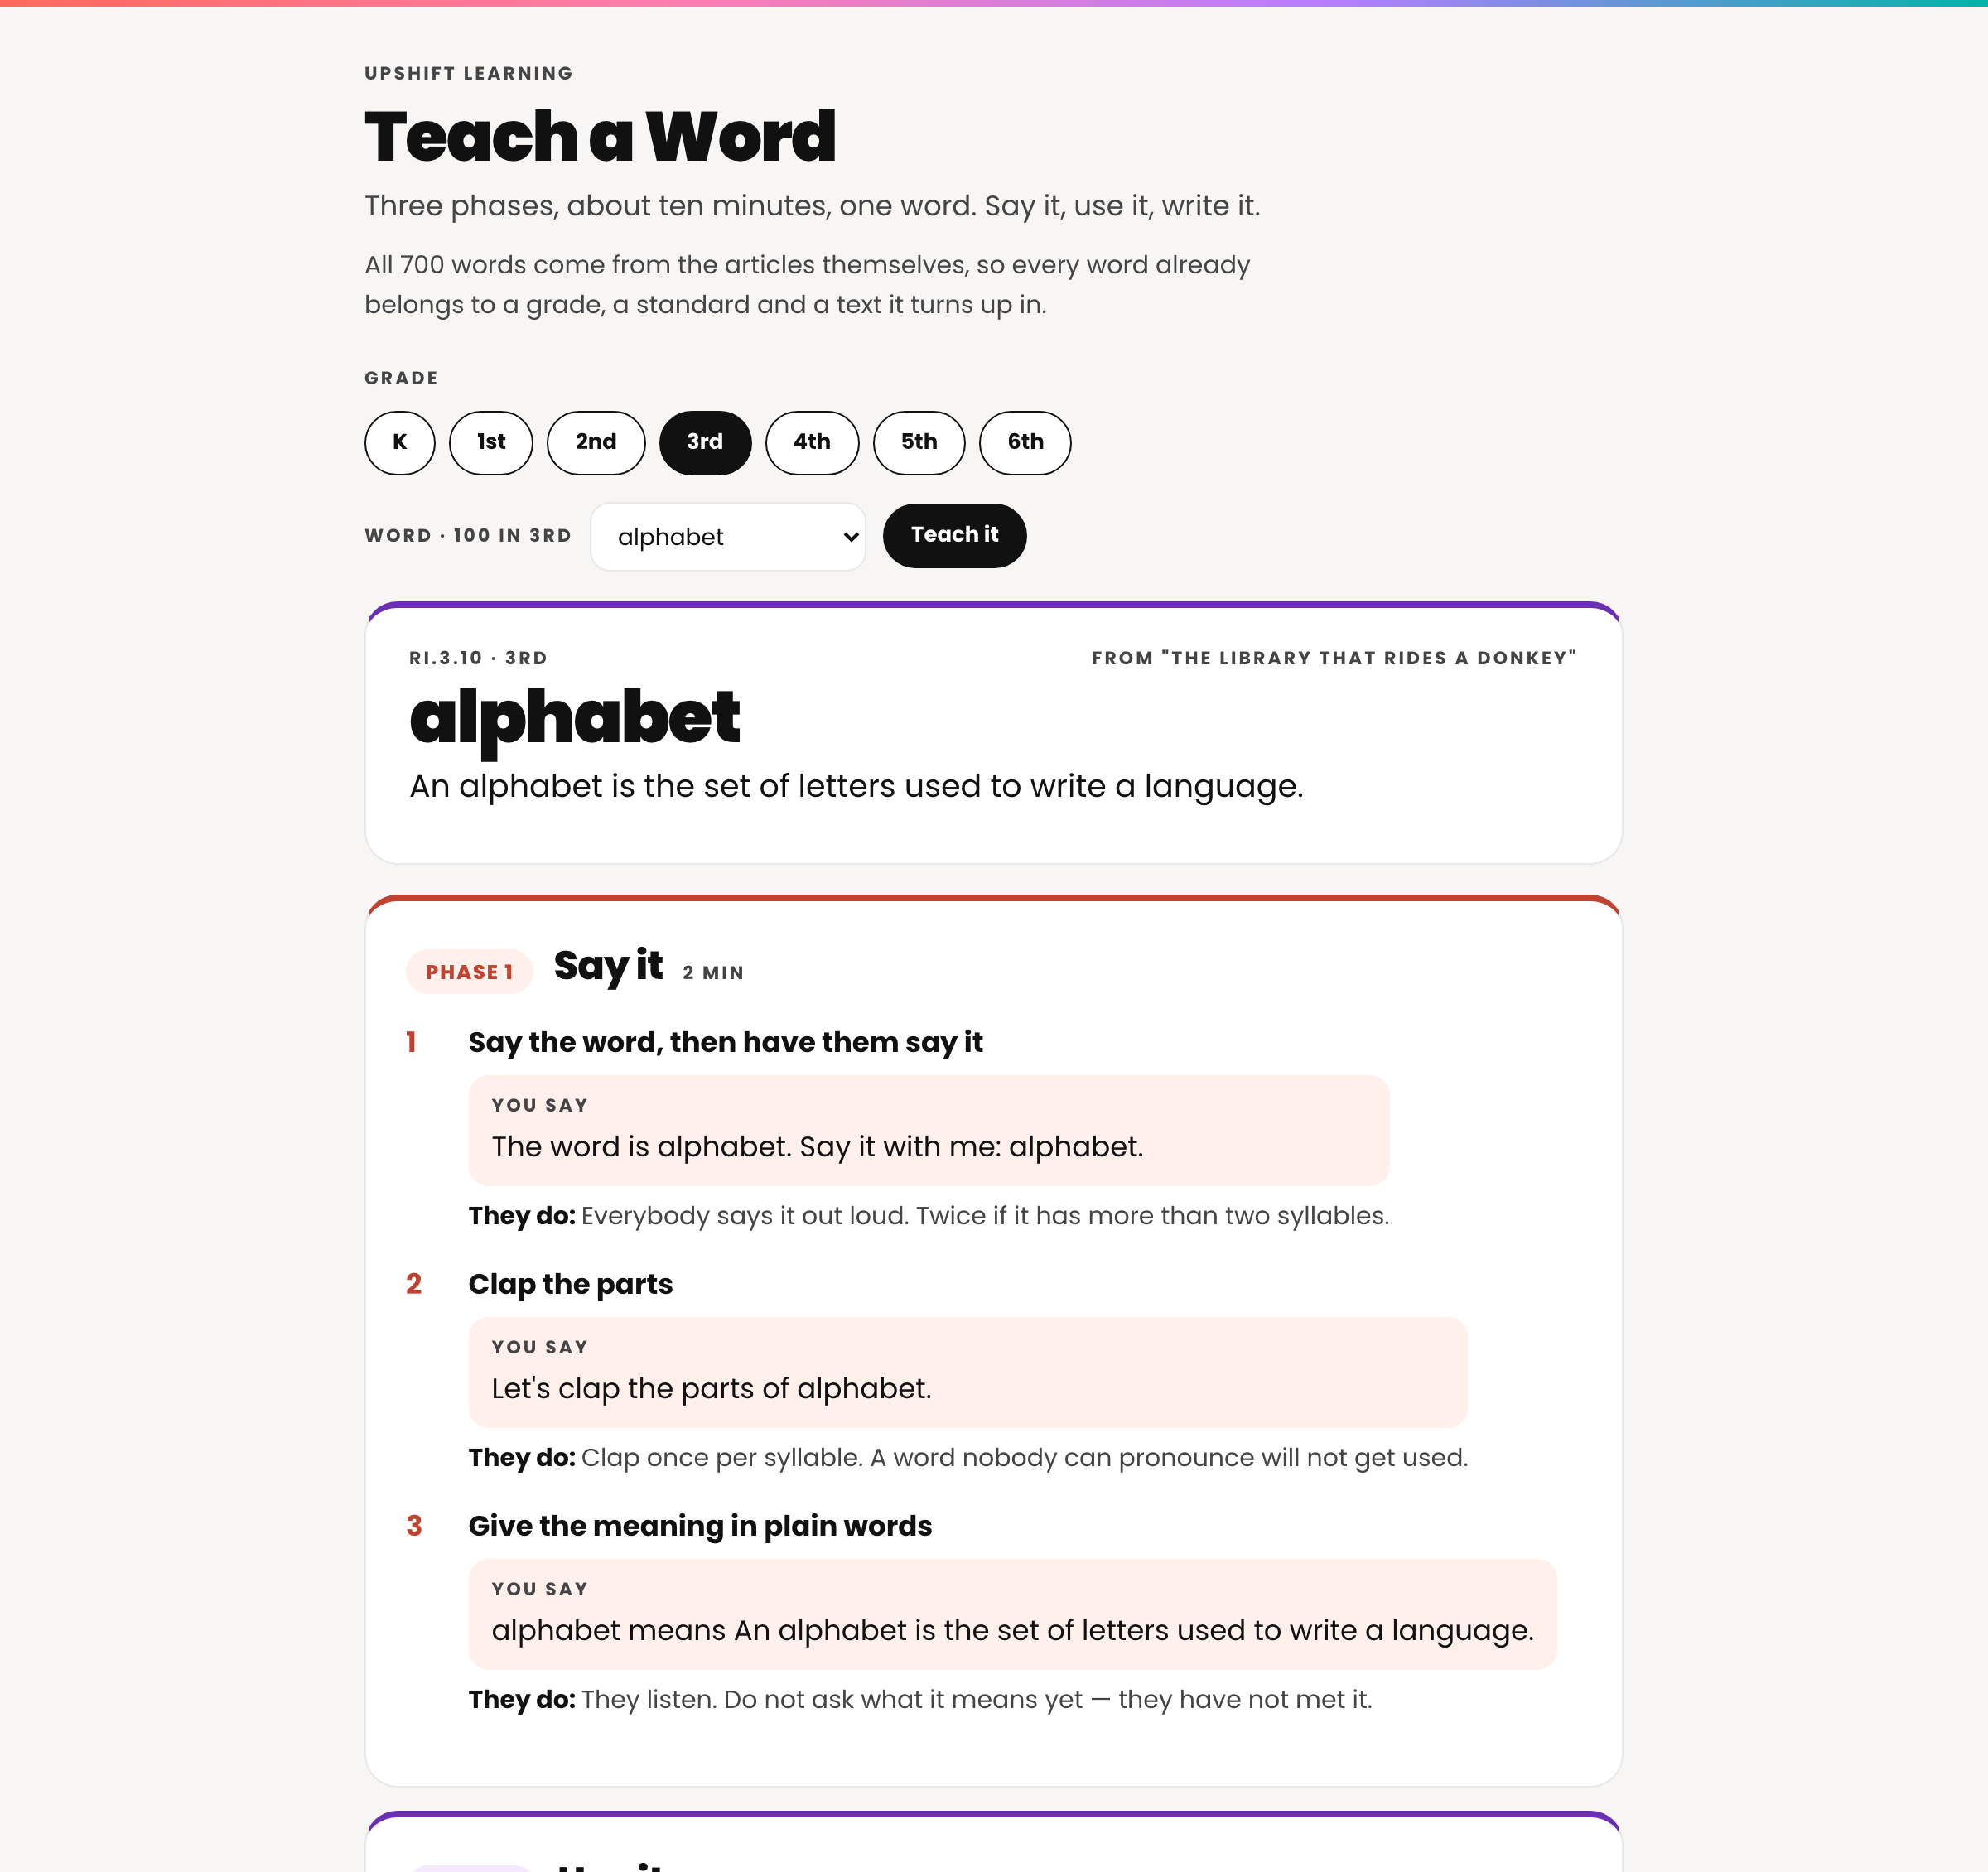 UPSHIFT LEARNING
Teach a Word
Three phases, about ten minutes, one word. Say it, use it, write it.
All 700 words come from the articles themselves, so every word already
belongs to a grade, a standard and a text it turns up in.
GRADE
K 1st 2nd 3rd 4th 5th 6th
WORD · 100 IN 3RD alphabet Teach it
RI.3.10 · 3RD FROM "THE LIBRARY THAT RIDES A DONKEY"
alphabet
An alphabet is the set of letters used to write a language.
PHASE 1 Say it 2 MIN
1 Say the word, then have them say it
YOU SAY
The word is alphabet. Say it with me: alphabet.
They do: Everybody says it out loud. Twice if it has more than two syllables.
2 Clap the parts
YOU SAY
Let's clap the parts of alphabet.
They do: Clap once per syllable. A word nobody can pronounce will not get used.
3 Give the meaning in plain words
YOU SAY
alphabet means An alphabet is the set of letters used to write a language.
They do: They listen. Do not ask what it means yet — they have not met it.